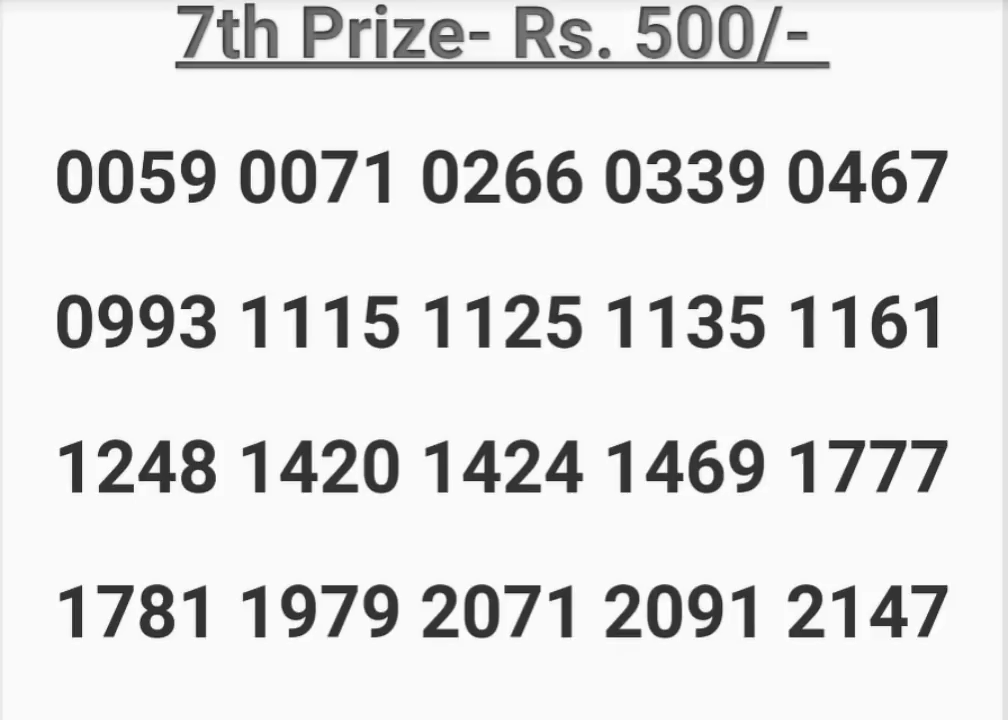 7th Prize- Rs. 500/-
0059 0071 0266 0339 0467
0993 1115 1125 1135 1161
1248 1420 1424 1469 1777
1781 1979 2071 2091 2147